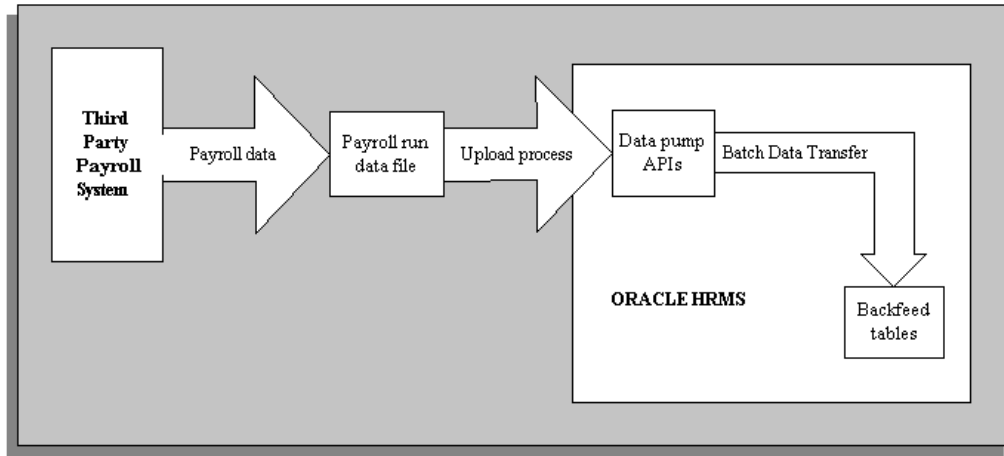 Third
Party
Payroll
System
Payroll data
Payroll run
data file
Upload process
Data pump
APIs
Batch Data Transfer
ORACLE HRMS
Backfeed
tables